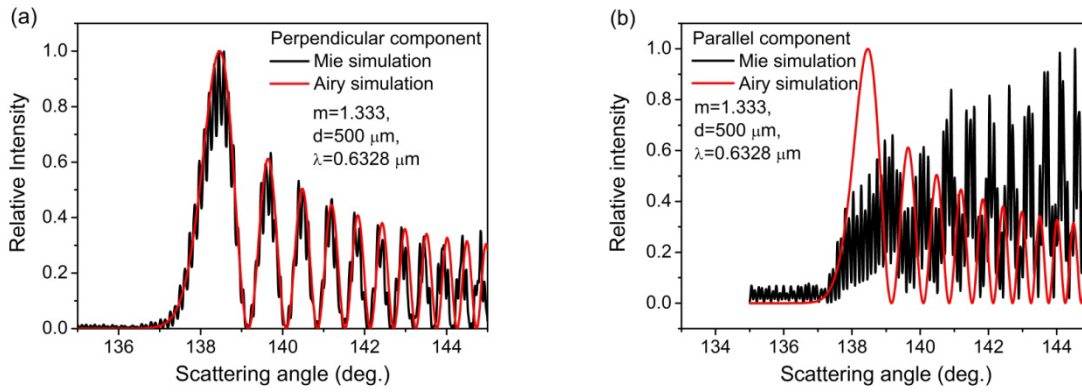 (a)
Perpendicular component
Mie simulation
Airy simulation
m=1.333,
d=500 μm,
λ=0.6328 μm
Relative Intensity
1.0
0.8
0.6
0.4
0.2
0.0
136 138 140 142 144
Scattering angle (deg.)
(b)
Parallel component
Mie simulation
Airy simulation
m=1.333,
d=500 μm,
λ=0.6328 μm
Relative intensity
1.0
0.8
0.6
0.4
0.2
0.0
134 136 138 140 142 144
Scattering angle (deg.)